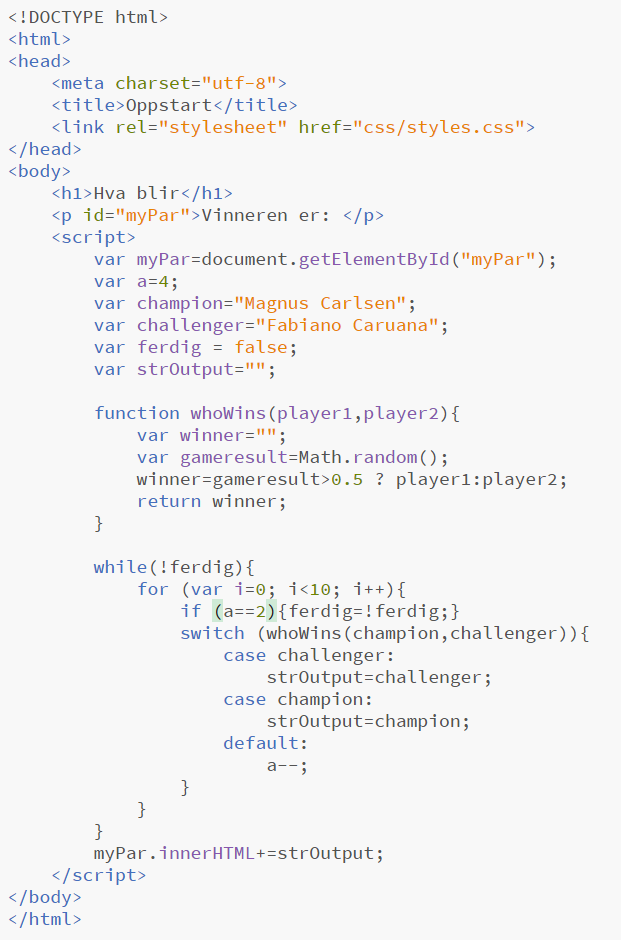 <!DOCTYPE html>
<html>
<head>
    <meta charset="utf-8">
    <title>Oppstart</title>
    <link rel="stylesheet" href="css/styles.css">
</head>
<body>
    <h1>Hva blir</h1>
    <p id="myPar">Vinneren er: </p>
    <script>
        var myPar=document.getElementById("myPar");
        var a=4;
        var champion="Magnus Carlsen";
        var challenger="Fabiano Caruana";
        var ferdig = false;
        var strOutput="";

        function whoWins(player1,player2){
            var winner="";
            var gameresult=Math.random();
            winner=gameresult>0.5 ? player1:player2;
            return winner;
        }

        while(!ferdig){
            for (var i=0; i<10; i++){
                if (a==2){ferdig=!ferdig;}
                switch (whoWins(champion,challenger)){
                    case challenger:
                        strOutput=challenger;
                    case champion:
                        strOutput=champion;
                    default:
                        a--;
                }
            }
        }
        myPar.innerHTML+=strOutput;
    </script>
</body>
</html>